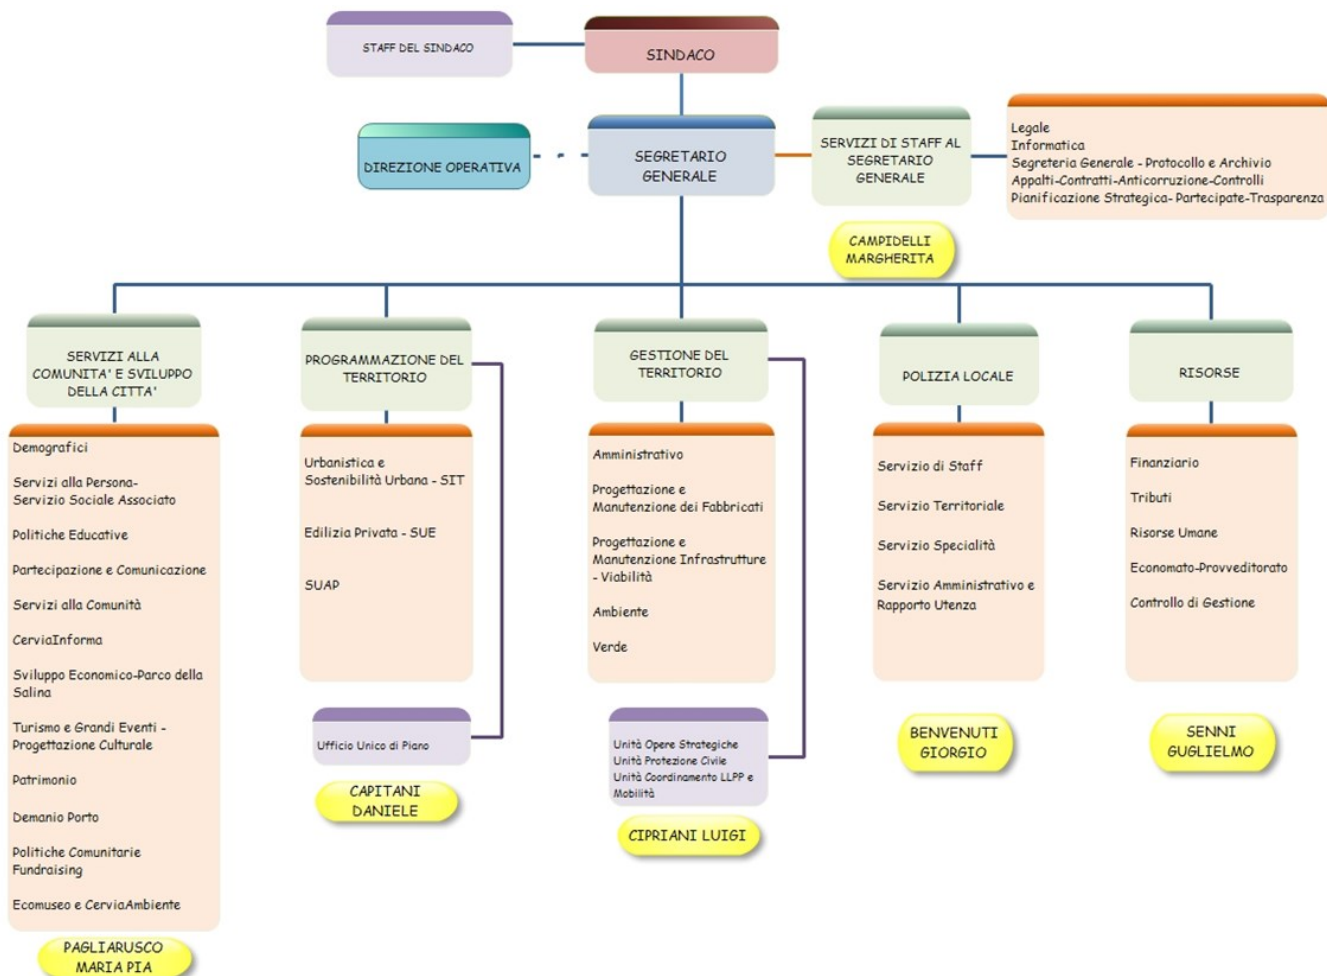 STAFF DEL SINDACO
SINDACO
DIREZIONE OPERATIVA
SEGRETARIO
GENERALE
SERVIZI DI STAFF AL
SEGRETARIO
GENERALE
Legale
Informatica
Segreteria Generale - Protocollo e Archivio
Appalti-Contratti-Anticorruzione-Controlli
Pianificazione Strategica- Partecipate-Trasparenza
CAMPIDELLI
MARGHERITA
SERVIZI ALLA
COMUNITA' E SVILUPPO
DELLA CITTA'
Demografici
Servizi alla Persona-
Servizio Sociale Associato
Politiche Educative
Partecipazione e Comunicazione
Servizi alla Comunità
CerviaInforma
Sviluppo Economico-Parco della
Salina
Turismo e Grandi Eventi -
Progettazione Culturale
Patrimonio
Demanio Porto
Politiche Comunitarie
Fundraising
Ecomuseo e CerviaAmbiente
PAGLIARUSCO
MARIA PIA
PROGRAMMAZIONE DEL
TERRITORIO
Urbanistica e
Sostenibilità Urbana - SIT
Edilizia Privata - SUE
SUAP
Ufficio Unico di Piano
CAPITANI
DANIELE
GESTIONE DEL
TERRITORIO
Amministrativo
Progettazione e
Manutenzione dei Fabbricati
Progettazione e
Manutenzione Infrastrutture
- Viabilità
Ambiente
Verde
Unità Opere Strategiche
Unità Protezione Civile
Unità Coordinamento LLPP e
Mobilità
CIPRIANI LUIGI
POLIZIA LOCALE
Servizio di Staff
Servizio Territoriale
Servizio Specialità
Servizio Amministrativo e
Rapporto Utenza
BENVENUTI
GIORGIO
RISORSE
Finanziario
Tributi
Risorse Umane
Economato-Provveditorato
Controllo di Gestione
SENNI
GUGLIELMO